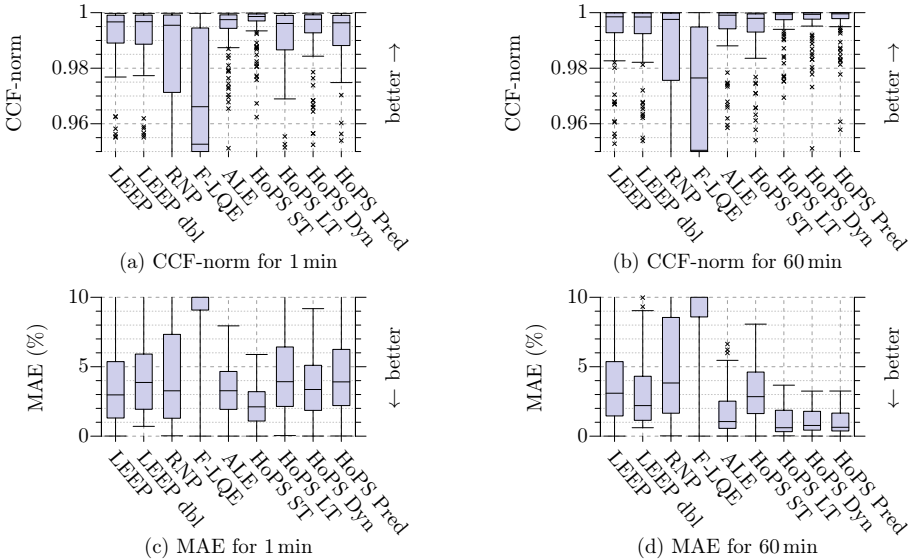 1
0.98
0.96
CCF-norm
better →
LEEP
LEEP dbl
RNP
F-LQE
ALE
HoPS ST
HoPS LT
HoPS Dyn
HoPS Pred
(a) CCF-norm for 1 min
1
0.98
0.96
CCF-norm
better →
LEEP
LEEP dbl
RNP
F-LQE
ALE
HoPS ST
HoPS LT
HoPS Dyn
HoPS Pred
(b) CCF-norm for 60 min
10
5
0
MAE (%)
← better
LEEP
LEEP dbl
RNP
F-LQE
ALE
HoPS ST
HoPS LT
HoPS Dyn
HoPS Pred
(c) MAE for 1 min
10
5
0
MAE (%)
← better
LEEP
LEEP dbl
RNP
F-LQE
ALE
HoPS ST
HoPS LT
HoPS Dyn
HoPS Pred
(d) MAE for 60 min